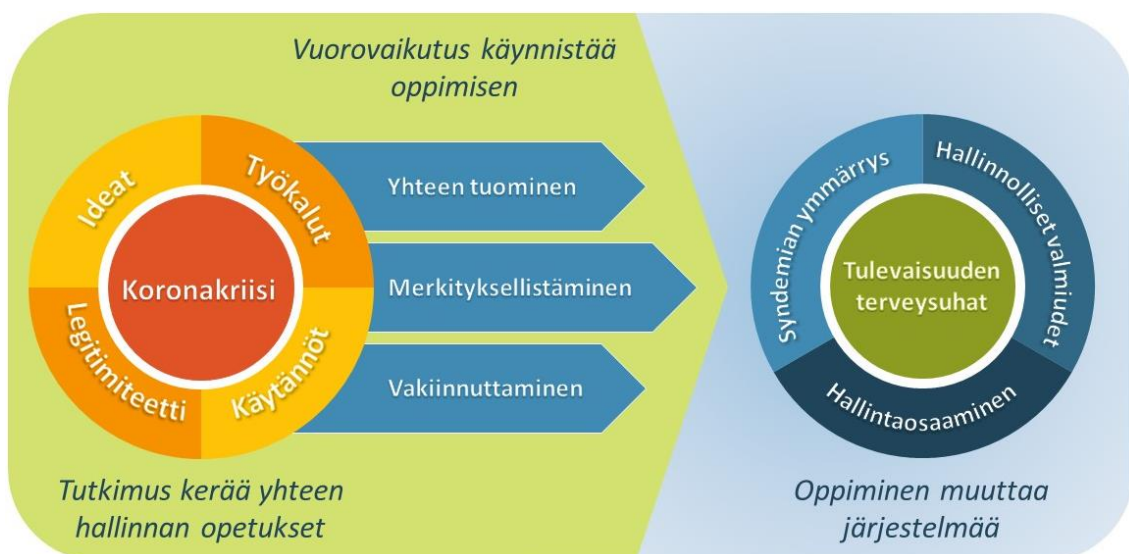 Vuorovaikutus käynnistää
oppimisen
Ideat
Työkalut
Legitimiteetti
Käytännöt
Koronakriisi
Yhteen tuominen
Merkityksellistäminen
Vakiinnuttaminen
Syndemian ymmärrys
Hallinnolliset valmiudet
Hallintaosaaminen
Tulevaisuuden
terveysuhat
Tutkimus kerää yhteen
hallinnan opetukset
Oppiminen muuttaa
järjestelmää